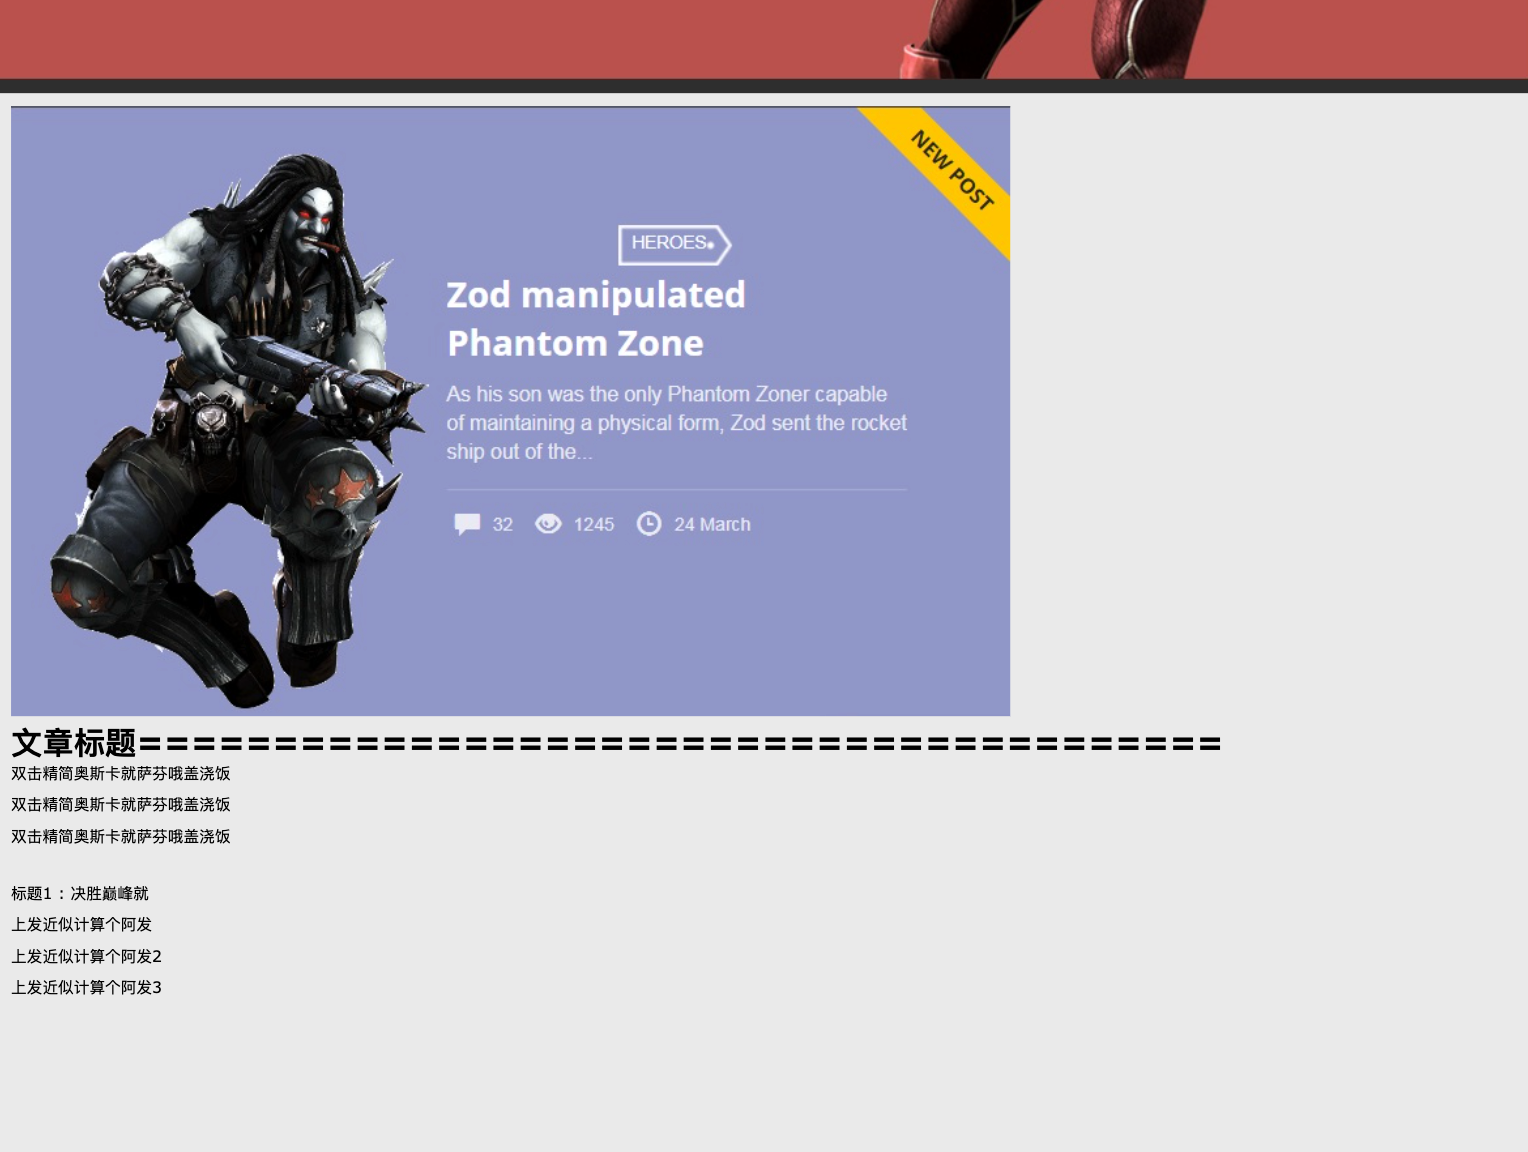 NEW POST
HEROES
Zod manipulated
Phantom Zone
As his son was the only Phantom Zoner capable
of maintaining a physical form, Zod sent the rocket
ship out of the...
32 1245 24 March
文章标题========================================
双击精简奥斯卡就萨芬哦盖浇饭
双击精简奥斯卡就萨芬哦盖浇饭
双击精简奥斯卡就萨芬哦盖浇饭
标题1：决胜巅峰就
上发近似计算个阿发
上发近似计算个阿发2
上发近似计算个阿发3